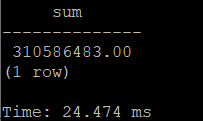 sum
--------------
310586483.00
(1 row)
Time: 24.474 ms